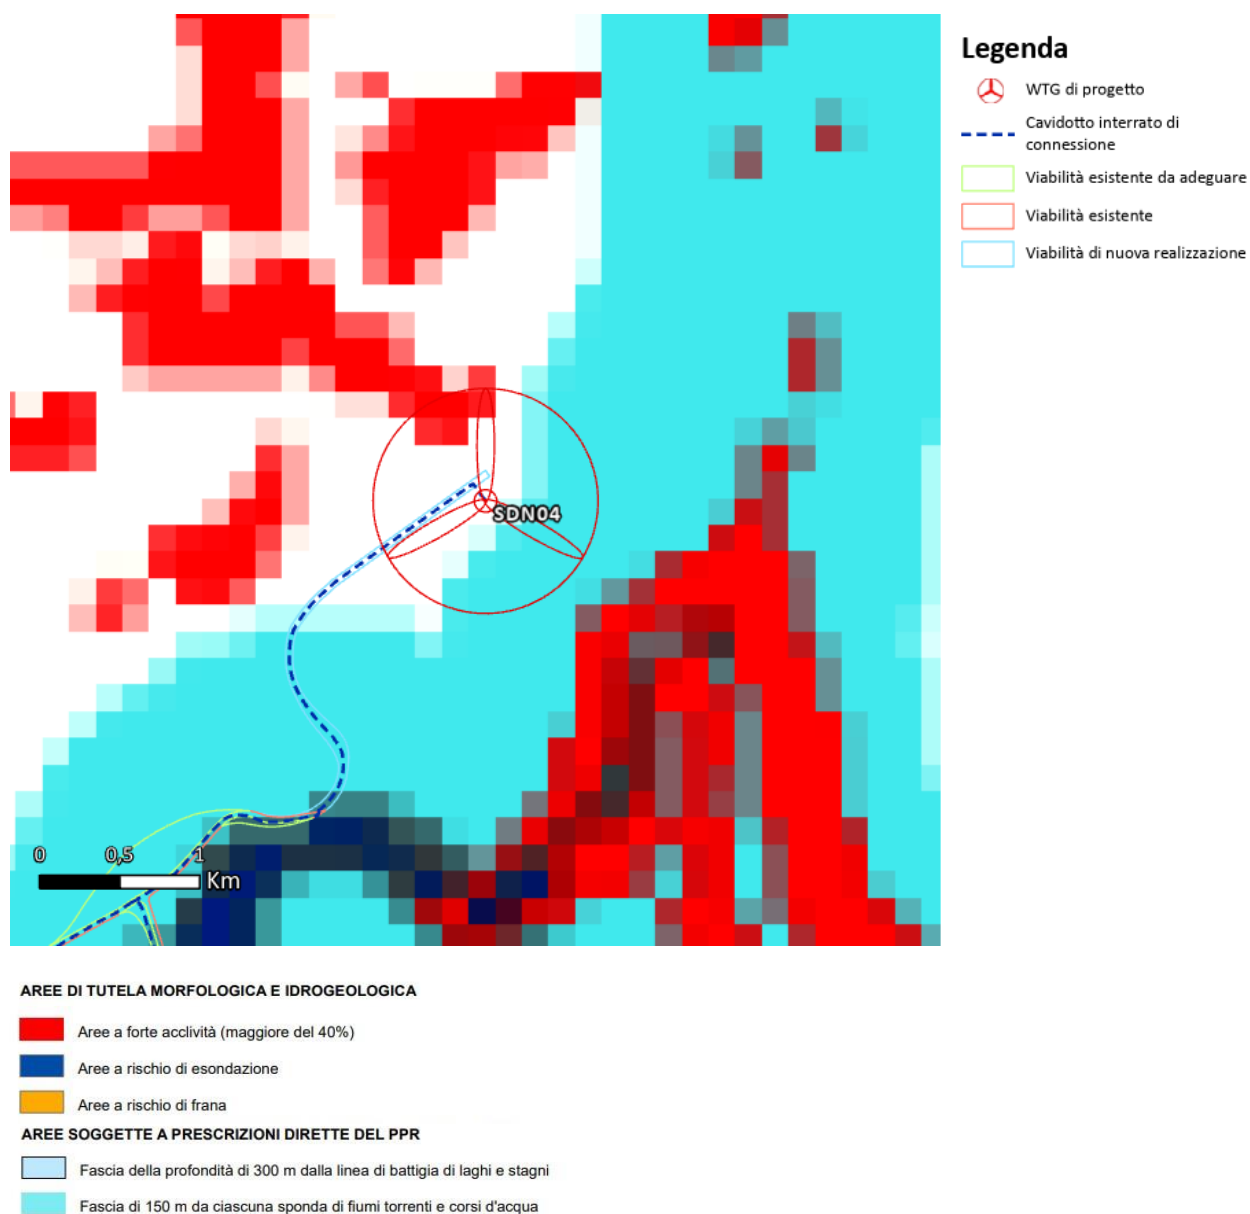 Legenda
WTG di progetto
Cavidotto interrato di
connessione
Viabilità esistente da adeguare
Viabilità esistente
Viabilità di nuova realizzazione
SDN04
0 0,5 1
Km
AREE DI TUTELA MORFOLOGICA E IDROGEOLOGICA
Aree a forte acclività (maggiore del 40%)
Aree a rischio di esondazione
Aree a rischio di frana
AREE SOGGETTE A PRESCRIZIONI DIRETTE DEL PPR
Fascia della profondità di 300 m dalla linea di battigia di laghi e stagni
Fascia di 150 m da ciascuna sponda di fiumi torrenti e corsi d'acqua